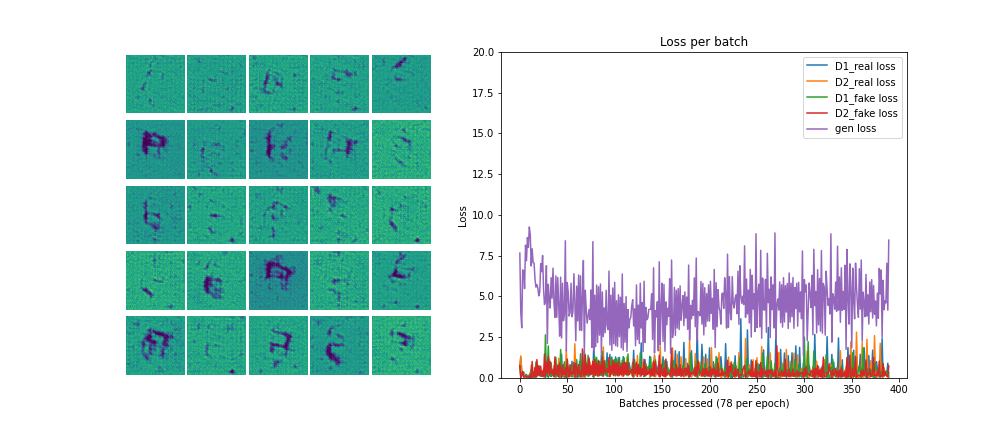 Loss per batch
20.0
17.5
15.0
12.5
10.0
7.5
5.0
2.5
0.0
Loss
D1_real loss
D2_real loss
D1_fake loss
D2_fake loss
gen loss
0 50 100 150 200 250 300 350 400
Batches processed (78 per epoch)